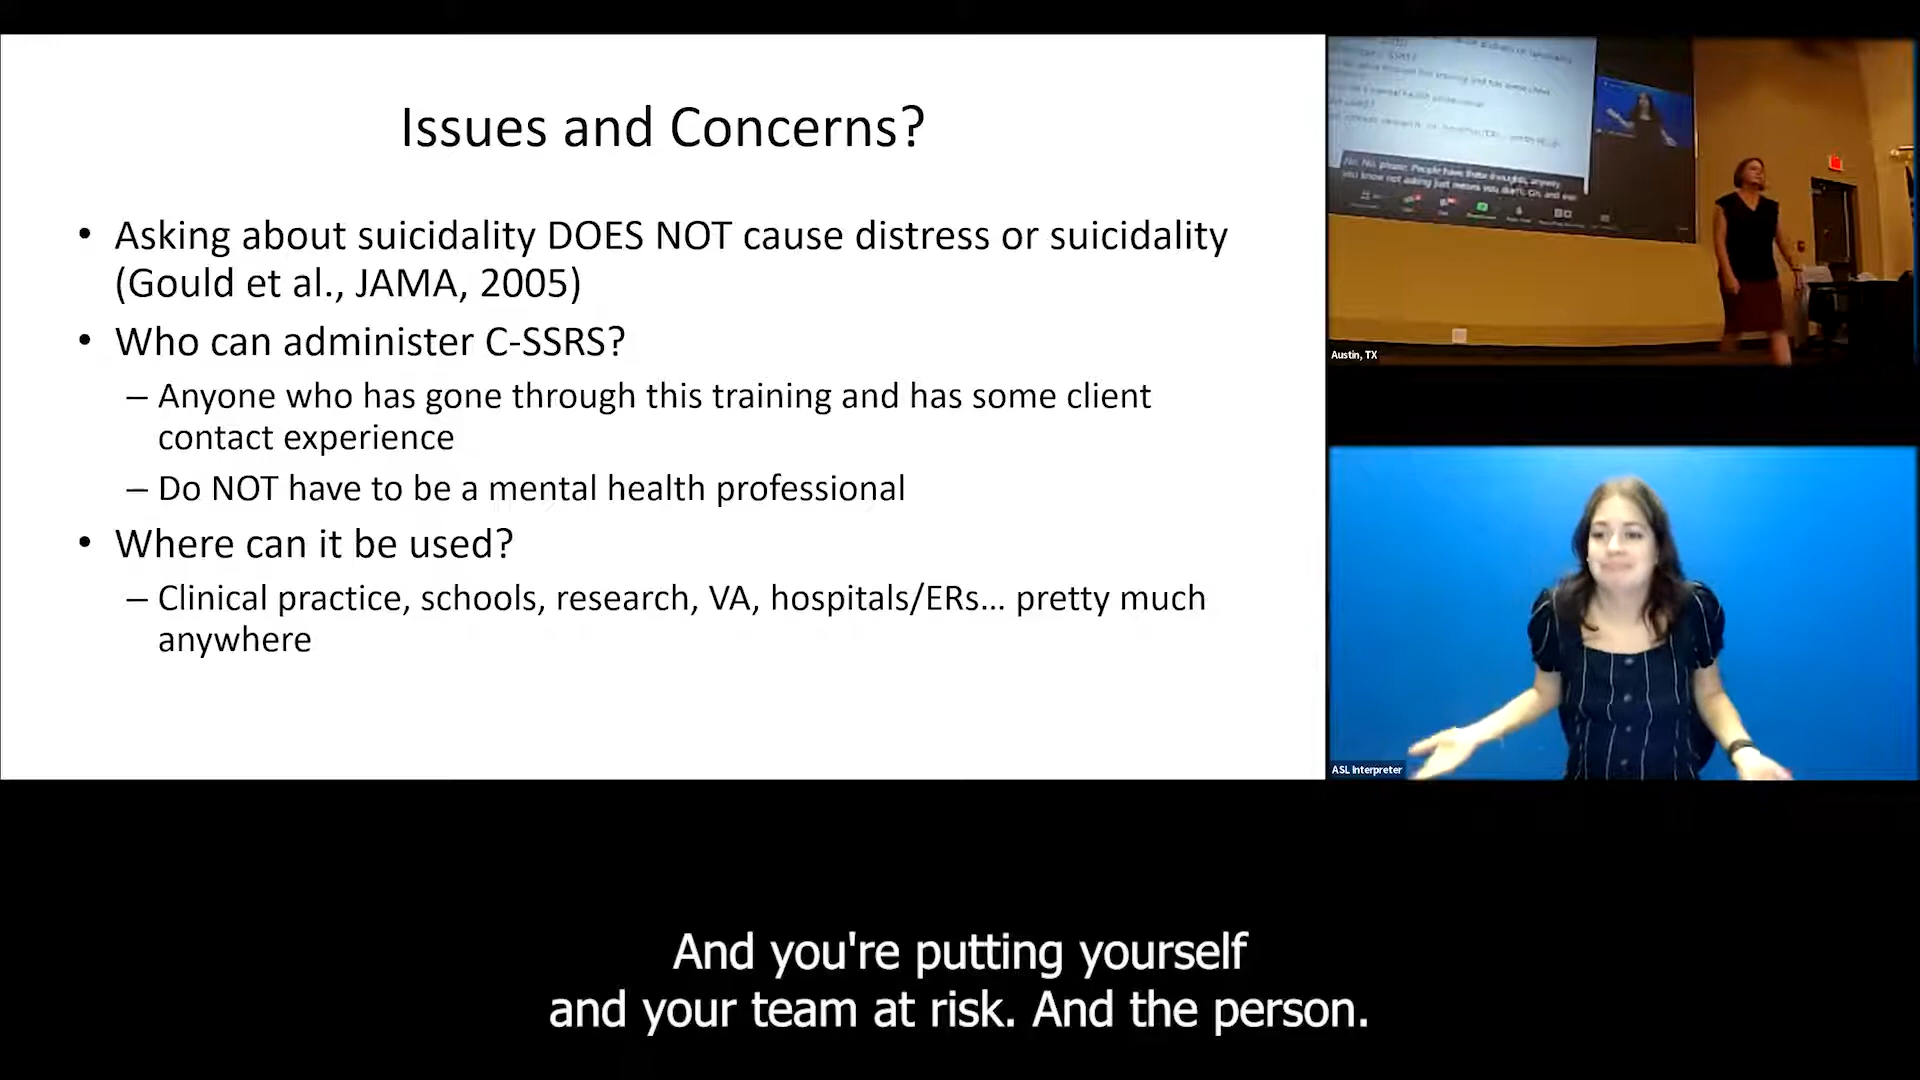 Issues and Concerns?
• Asking about suicidality DOES NOT cause distress or suicidality
(Gould et al., JAMA, 2005)
• Who can administer C-SSRS?
– Anyone who has gone through this training and has some client
contact experience
– Do NOT have to be a mental health professional
• Where can it be used?
– Clinical practice, schools, research, VA, hospitals/ERs... pretty much
anywhere
Austin, TX
ASL Interpreter
And you're putting yourself
and your team at risk. And the person.